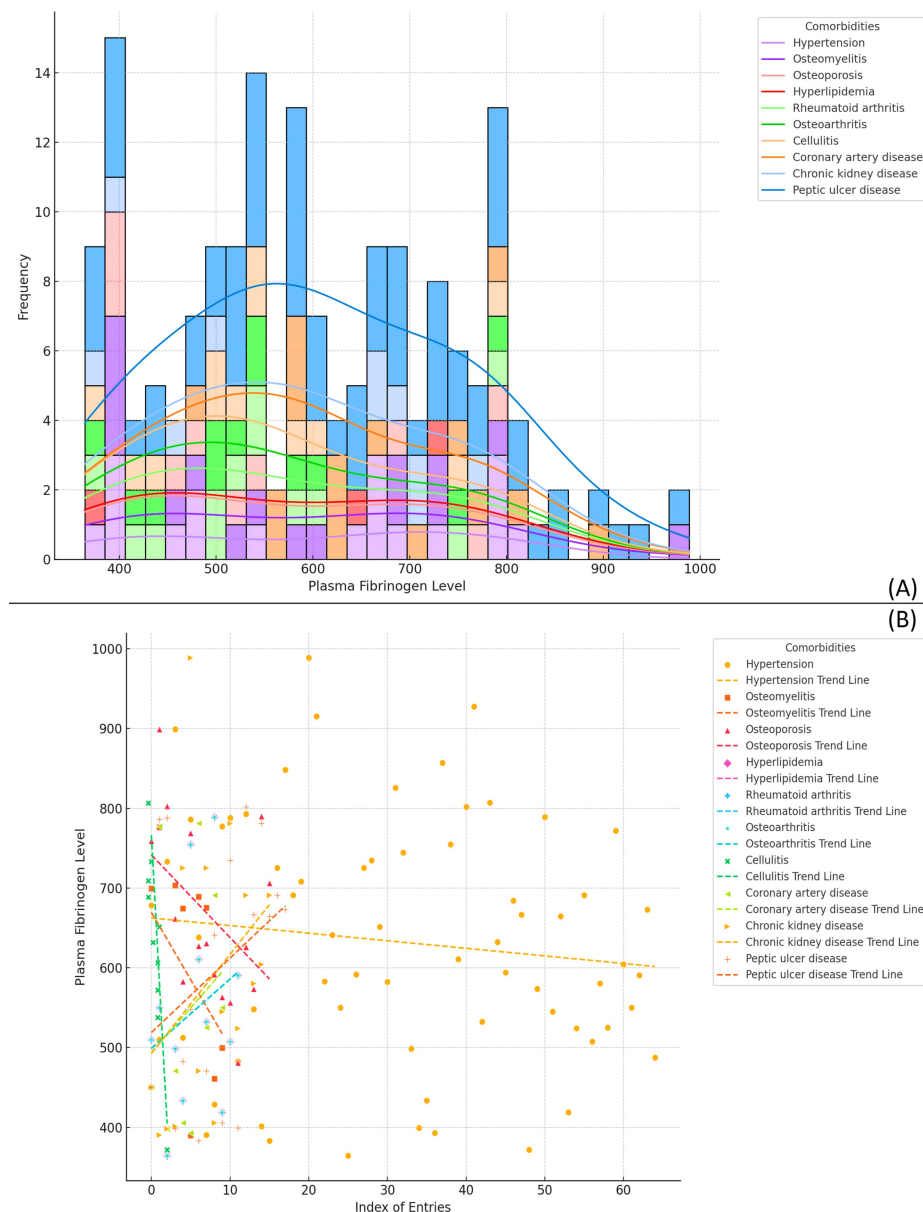 Comorbidities
Hypertension
Osteomyelitis
Osteoporosis
Hyperlipidemia
Rheumatoid arthritis
Osteoarthritis
Cellulitis
Coronary artery disease
Chronic kidney disease
Peptic ulcer disease
14
12
10
8
6
4
2
0
Frequency
400 500 600 700 800 900 1000
Plasma Fibrinogen Level
(A)
(B)
Comorbidities
Hypertension
Hypertension Trend Line
Osteomyelitis
Osteomyelitis Trend Line
Osteoporosis
Osteoporosis Trend Line
Hyperlipidemia
Hyperlipidemia Trend Line
Rheumatoid arthritis
Rheumatoid arthritis Trend Line
Osteoarthritis
Osteoarthritis Trend Line
Cellulitis
Cellulitis Trend Line
Coronary artery disease
Coronary artery disease Trend Line
Chronic kidney disease
Chronic kidney disease Trend Line
Peptic ulcer disease
Peptic ulcer disease Trend Line
1000
900
800
700
600
500
400
Plasma Fibrinogen Level
0 10 20 30 40 50 60
Index of Entries